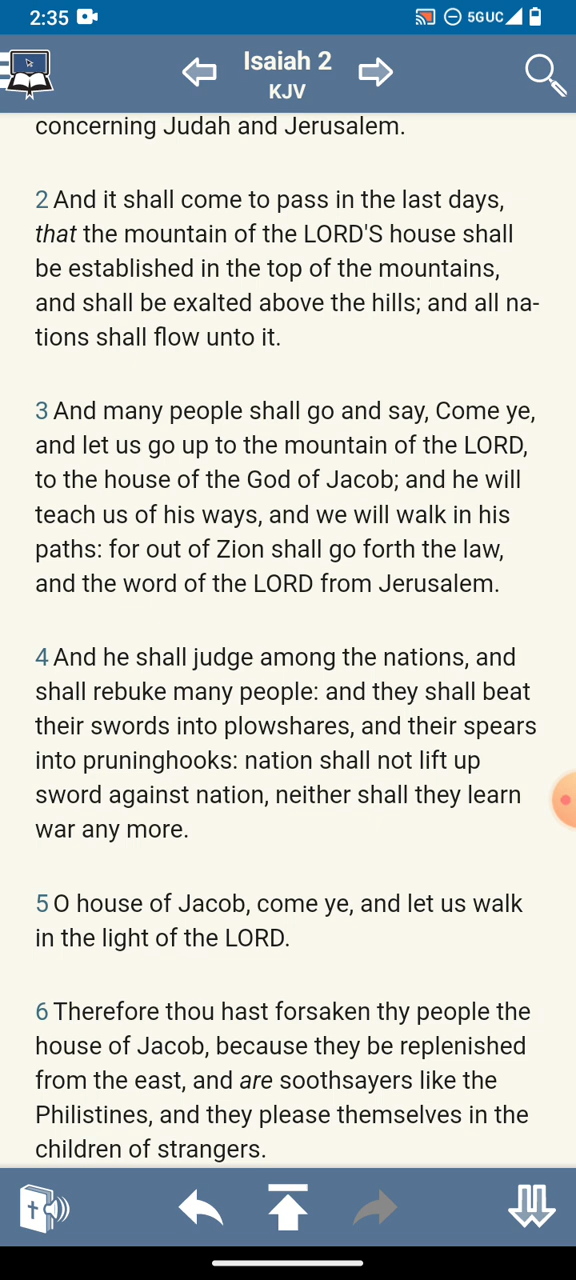 2:35
5GUC
Isaiah 2
KJV
concerning Judah and Jerusalem.
2 And it shall come to pass in the last days,
that the mountain of the LORD'S house shall
be established in the top of the mountains,
and shall be exalted above the hills; and all na-
tions shall flow unto it.
3 And many people shall go and say, Come ye,
and let us go up to the mountain of the LORD,
to the house of the God of Jacob; and he will
teach us of his ways, and we will walk in his
paths: for out of Zion shall go forth the law,
and the word of the LORD from Jerusalem.
4 And he shall judge among the nations, and
shall rebuke many people: and they shall beat
their swords into plowshares, and their spears
into pruninghooks: nation shall not lift up
sword against nation, neither shall they learn
war any more.
5 O house of Jacob, come ye, and let us walk
in the light of the LORD.
6 Therefore thou hast forsaken thy people the
house of Jacob, because they be replenished
from the east, and are soothsayers like the
Philistines, and they please themselves in the
children of strangers.